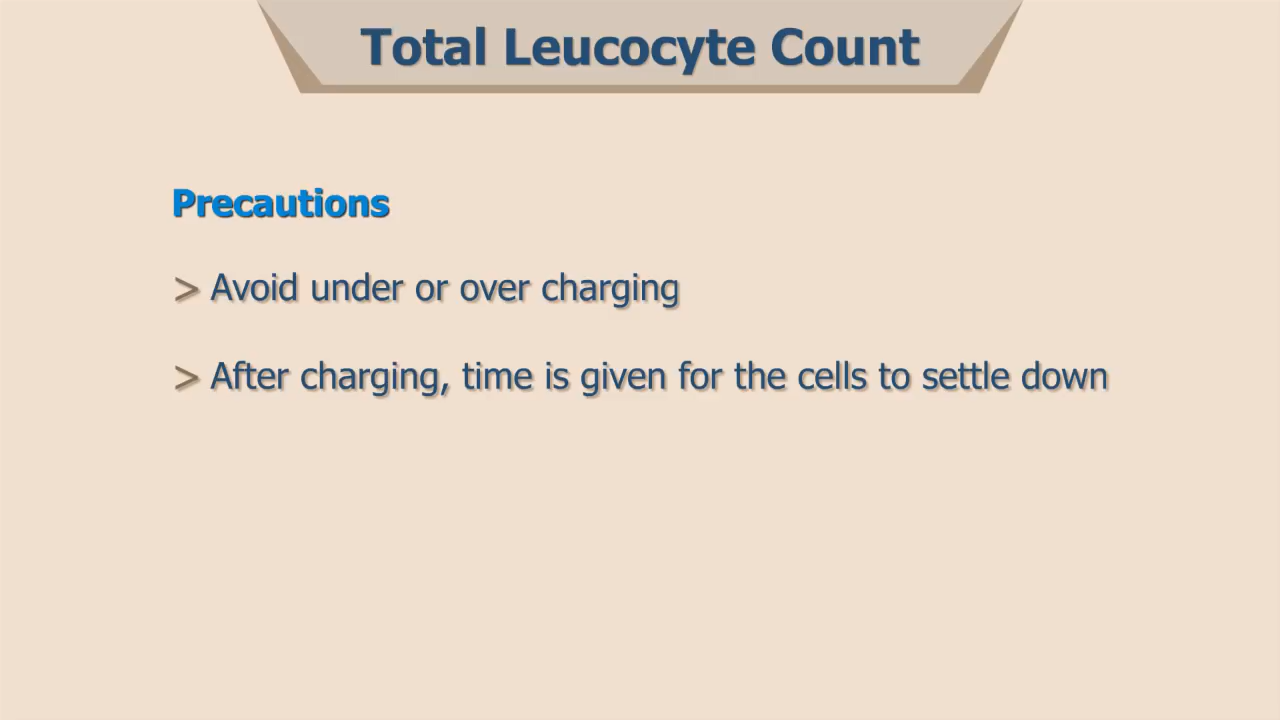 Total Leucocyte Count
Precautions
> Avoid under or over charging
> After charging, time is given for the cells to settle down